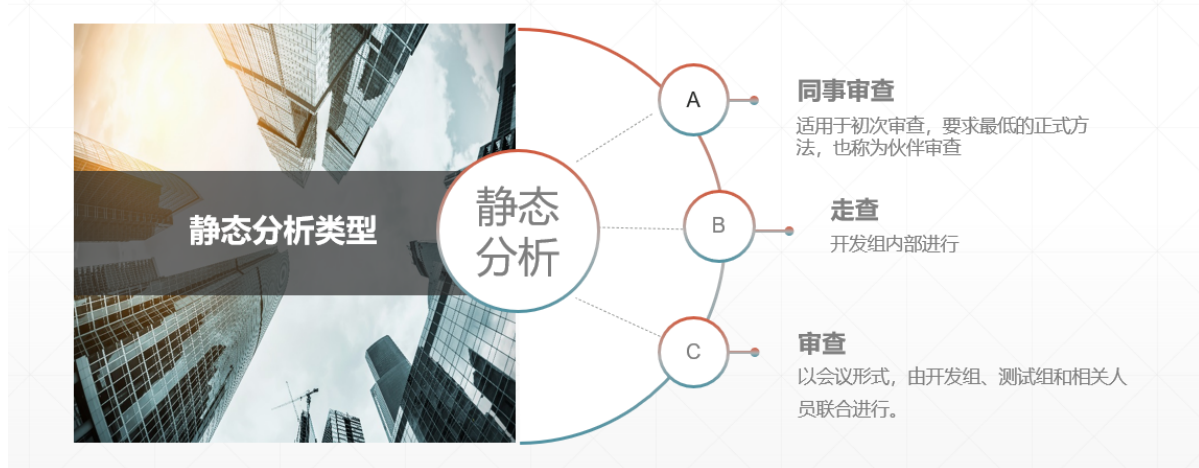 静态分析类型
静态
分析
A
同事审查
适用于初次审查，要求最低的正式方
法，也称为伙伴审查
B
走查
开发组内部进行
C
审查
以会议形式，由开发组、测试组和相关人
员联合进行。